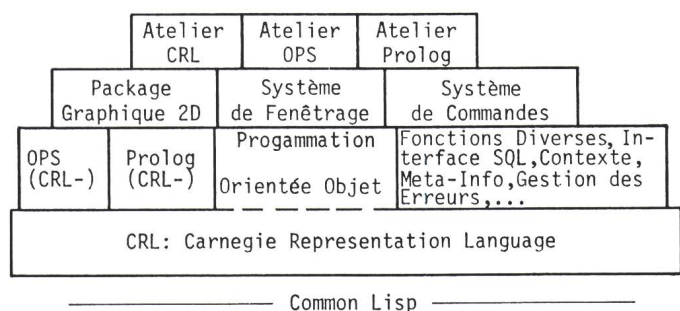 Atelier CRL
Atelier OPS
Atelier Prolog
Package Graphique 2D
Système de Fenêtrage
Système de Commandes
OPS (CRL-)
Prolog (CRL-)
Progammation
Orientée Objet
Fonctions Diverses, In-
terface SQL,Contexte,
Meta-Info,Gestion des
Erreurs,...
CRL: Carnegie Representation Language
Common Lisp